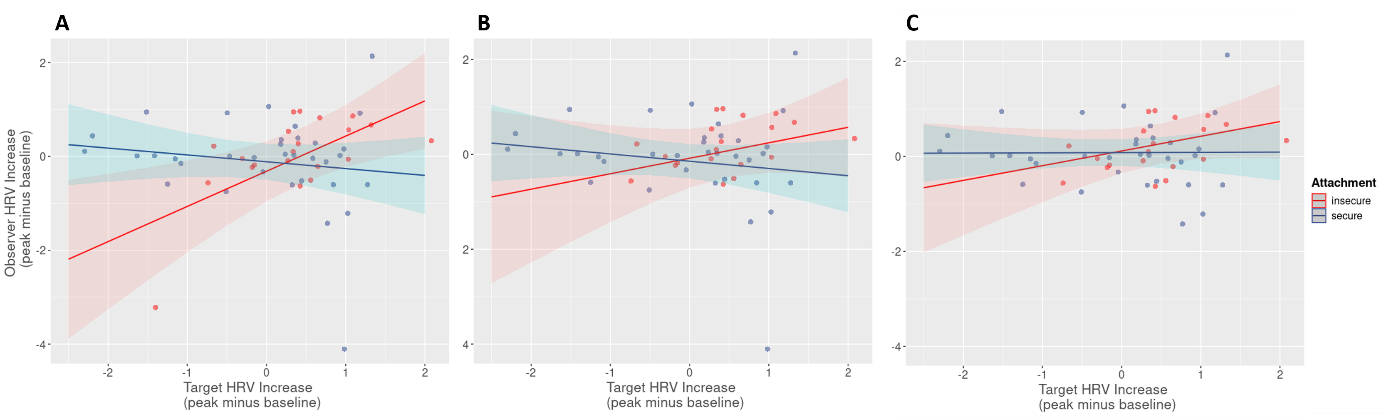 A
Observer HRV Increase
(peak minus baseline)
2
0
-2
-4
-2
-1
0
1
2
Target HRV Increase
(peak minus baseline)
B
2
0
2
4
-2
-1
0
1
2
Target HRV Increase
(peak minus baseline)
C
2
0
-2
-4
-2
-1
0
1
2
Target HRV Increase
(peak minus baseline)
Attachment
insecure
secure